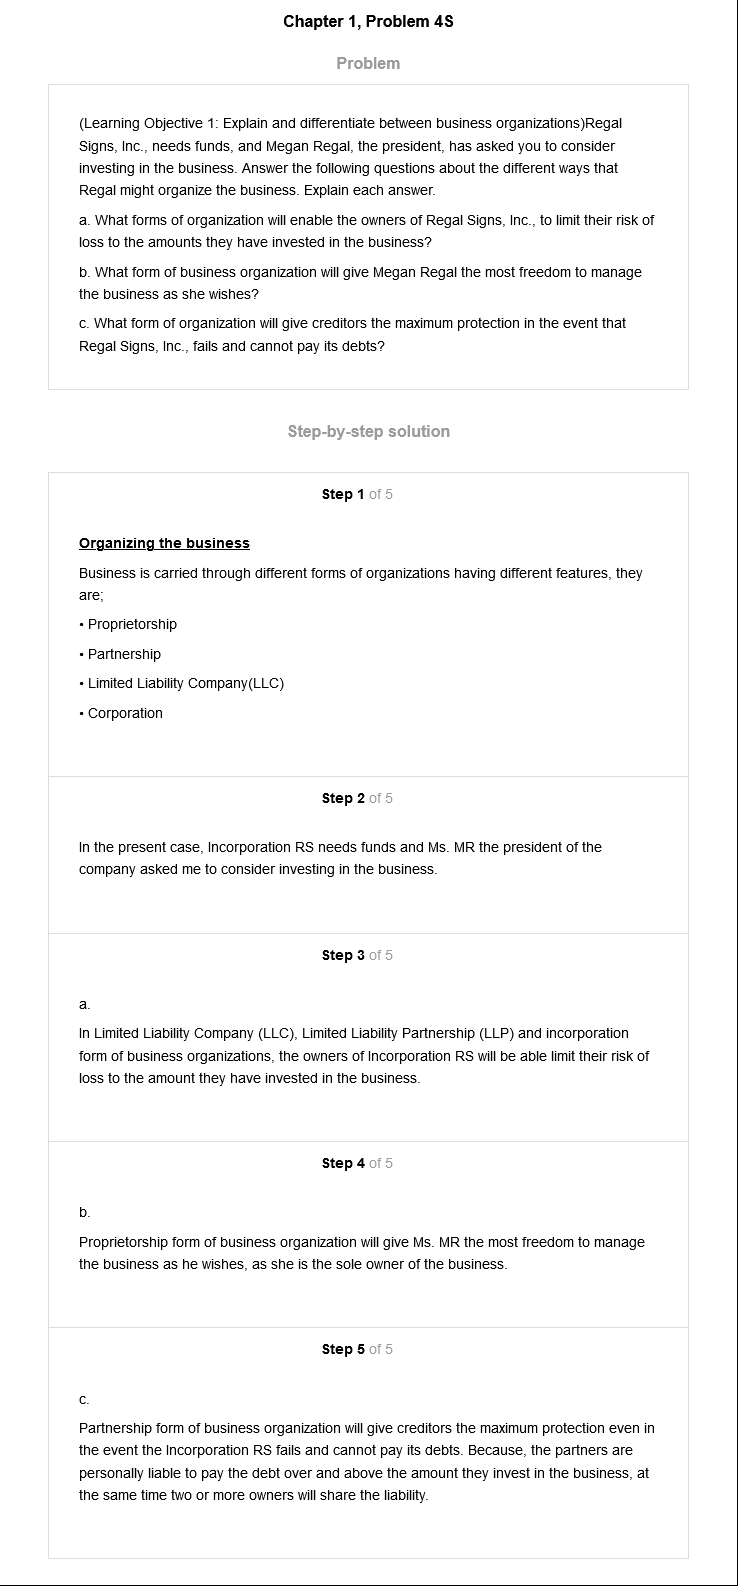 Chapter 1, Problem 4S
Problem
(Learning Objective 1: Explain and differentiate between business organizations)Regal
Signs, Inc., needs funds, and Megan Regal, the president, has asked you to consider
investing in the business. Answer the following questions about the different ways that
Regal might organize the business. Explain each answer.
a. What forms of organization will enable the owners of Regal Signs, Inc., to limit their risk of
loss to the amounts they have invested in the business?
b. What form of business organization will give Megan Regal the most freedom to manage
the business as she wishes?
c. What form of organization will give creditors the maximum protection in the event that
Regal Signs, Inc., fails and cannot pay its debts?
Step-by-step solution
Step 1 of 5
Organizing the business
Business is carried through different forms of organizations having different features, they
are;
• Proprietorship
• Partnership
• Limited Liability Company(LLC)
• Corporation
Step 2 of 5
In the present case, Incorporation RS needs funds and Ms. MR the president of the
company asked me to consider investing in the business.
Step 3 of 5
a.
In Limited Liability Company (LLC), Limited Liability Partnership (LLP) and incorporation
form of business organizations, the owners of Incorporation RS will be able limit their risk of
loss to the amount they have invested in the business.
Step 4 of 5
b.
Proprietorship form of business organization will give Ms. MR the most freedom to manage
the business as he wishes, as she is the sole owner of the business.
Step 5 of 5
c.
Partnership form of business organization will give creditors the maximum protection even in
the event the Incorporation RS fails and cannot pay its debts. Because, the partners are
personally liable to pay the debt over and above the amount they invest in the business, at
the same time two or more owners will share the liability.